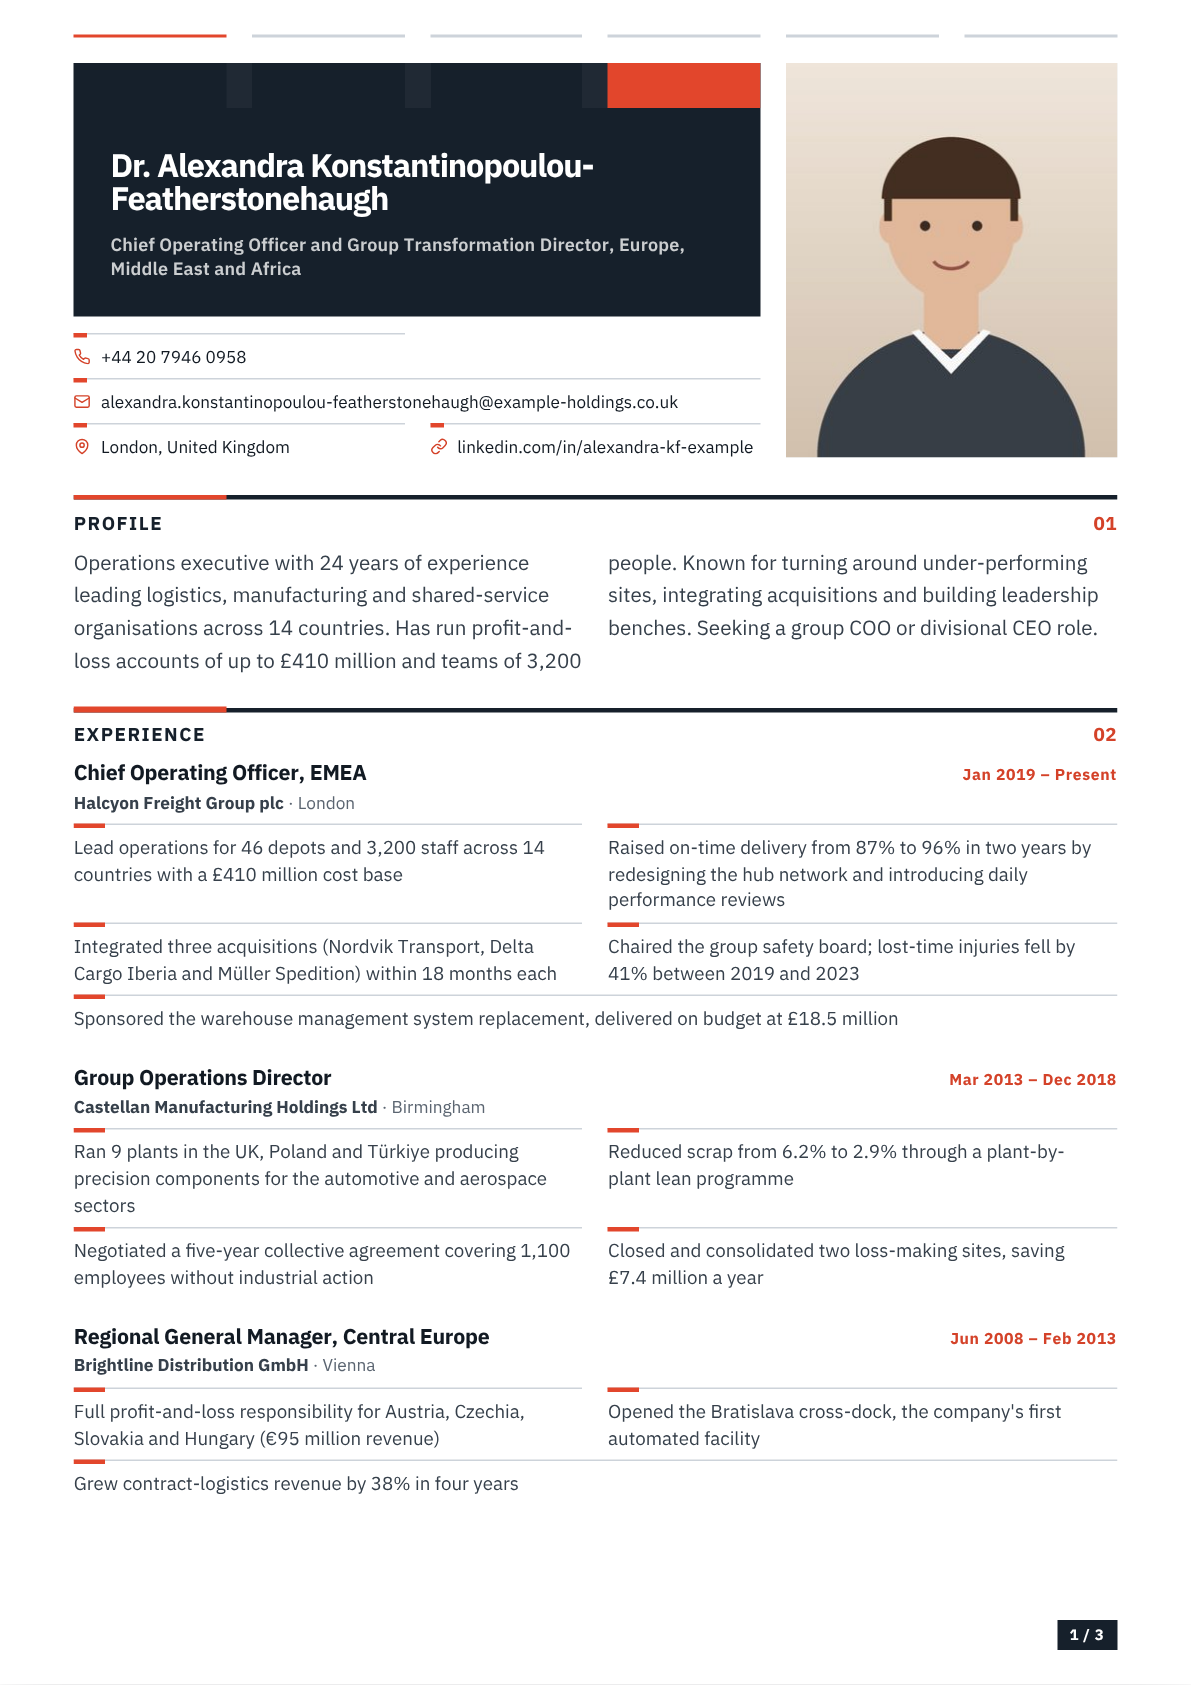 Dr. Alexandra Konstantinopoulou-
Featherstonehaugh
Chief Operating Officer and Group Transformation Director, Europe,
Middle East and Africa
+44 20 7946 0958
alexandra.konstantinopoulou-featherstonehaugh@example-holdings.co.uk
London, United Kingdom
linkedin.com/in/alexandra-kf-example
PROFILE
01
Operations executive with 24 years of experience
leading logistics, manufacturing and shared-service
organisations across 14 countries. Has run profit-and-
loss accounts of up to £410 million and teams of 3,200
people. Known for turning around under-performing
sites, integrating acquisitions and building leadership
benches. Seeking a group COO or divisional CEO role.
EXPERIENCE
02
Chief Operating Officer, EMEA
Jan 2019 – Present
Halcyon Freight Group plc · London
Lead operations for 46 depots and 3,200 staff across 14
countries with a £410 million cost base
Raised on-time delivery from 87% to 96% in two years by
redesigning the hub network and introducing daily
performance reviews
Integrated three acquisitions (Nordvik Transport, Delta
Cargo Iberia and Müller Spedition) within 18 months each
Chaired the group safety board; lost-time injuries fell by
41% between 2019 and 2023
Sponsored the warehouse management system replacement, delivered on budget at £18.5 million
Group Operations Director
Mar 2013 – Dec 2018
Castellan Manufacturing Holdings Ltd · Birmingham
Ran 9 plants in the UK, Poland and Türkiye producing
precision components for the automotive and aerospace
sectors
Reduced scrap from 6.2% to 2.9% through a plant-by-
plant lean programme
Negotiated a five-year collective agreement covering 1,100
employees without industrial action
Closed and consolidated two loss-making sites, saving
£7.4 million a year
Regional General Manager, Central Europe
Jun 2008 – Feb 2013
Brightline Distribution GmbH · Vienna
Full profit-and-loss responsibility for Austria, Czechia,
Slovakia and Hungary (€95 million revenue)
Opened the Bratislava cross-dock, the company's first
automated facility
Grew contract-logistics revenue by 38% in four years
1 / 3